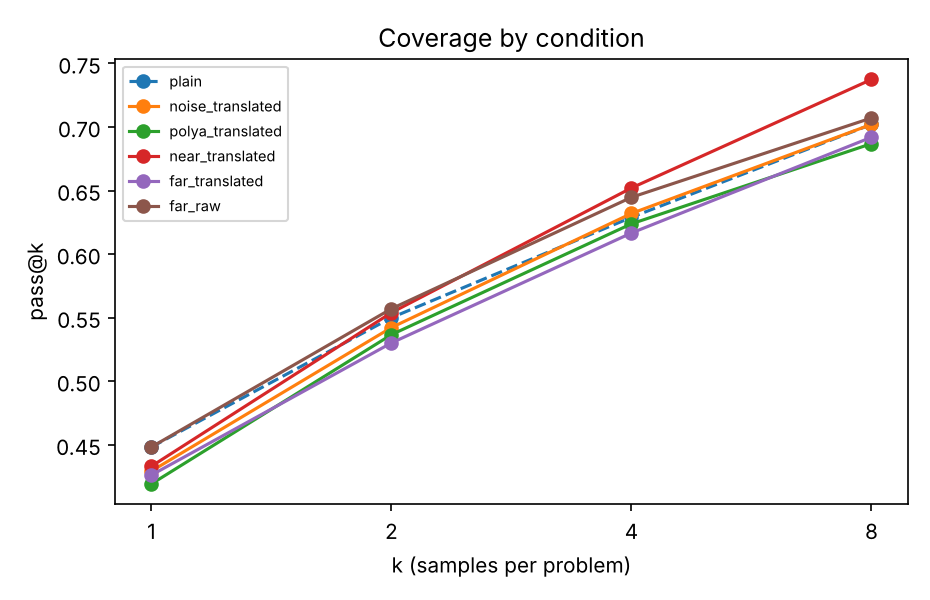 Coverage by condition
pass@k
0.75
0.70
0.65
0.60
0.55
0.50
0.45
plain
noise_translated
polya_translated
near_translated
far_translated
far_raw
1 2 4 8
k (samples per problem)